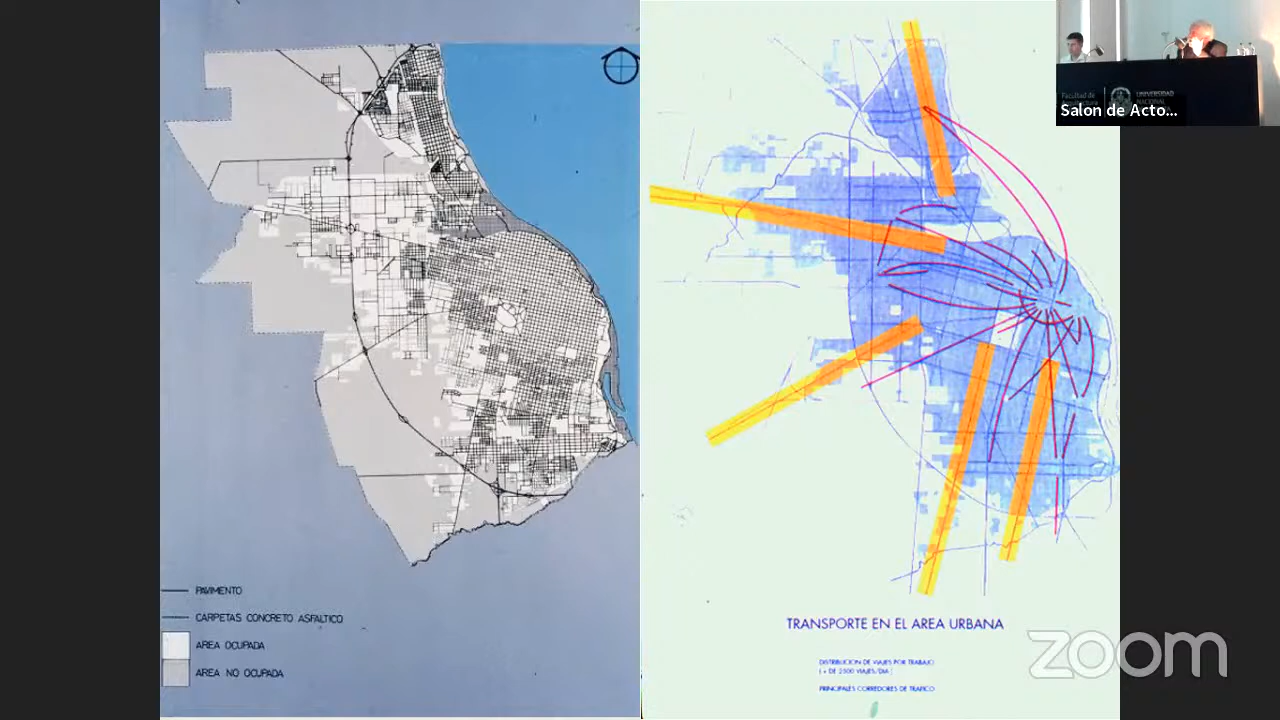 PAVIMENTO
CARPETAS CONCRETO ASFALTICO
AREA OCUPADA
AREA NO OCUPADA
TRANSPORTE EN EL AREA URBANA
DISTRIBUCION DE VIAJES POR TRABAJO
( + DE 2500 VIAJES/DIA )
PRINCIPALES CORREDORES DE TRAFICO
Facultad de
UNIVERSIDAD
NACIONAL
Salon de Acto...
zoom